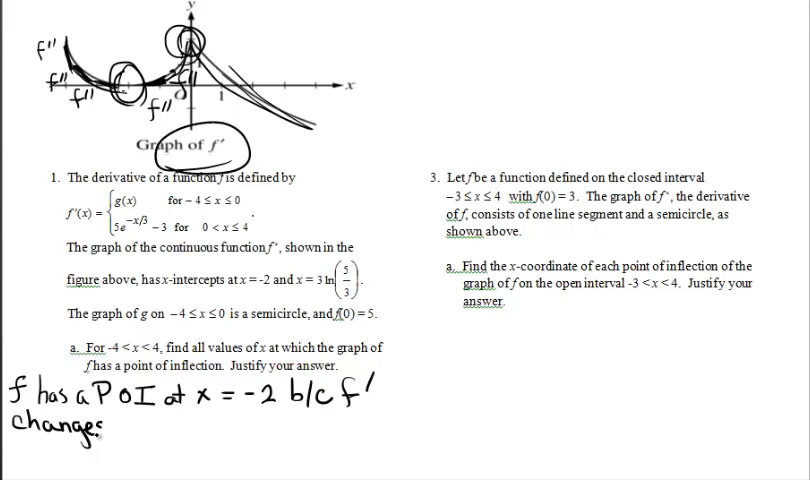 y
f''
f''
f''
f''
f''
1
x
Graph of f'
1. The derivative of a function f is defined by
f'(x) = { g(x) for - 4 ≤ x ≤ 0
5e^{-x/3} - 3 for 0 < x ≤ 4 .
The graph of the continuous function f', shown in the
figure above, has x-intercepts at x = -2 and x = 3 ln(5/3).
The graph of g on -4 ≤ x ≤ 0 is a semicircle, and f(0) = 5.
a. For -4 < x < 4, find all values of x at which the graph of
f has a point of inflection. Justify your answer.
f has a POI at x = -2 b/c f'
changes
3. Let f be a function defined on the closed interval
-3 ≤ x ≤ 4 with f(0) = 3. The graph of f', the derivative
of f, consists of one line segment and a semicircle, as
shown above.
a. Find the x-coordinate of each point of inflection of the
graph of f on the open interval -3 < x < 4. Justify your
answer.